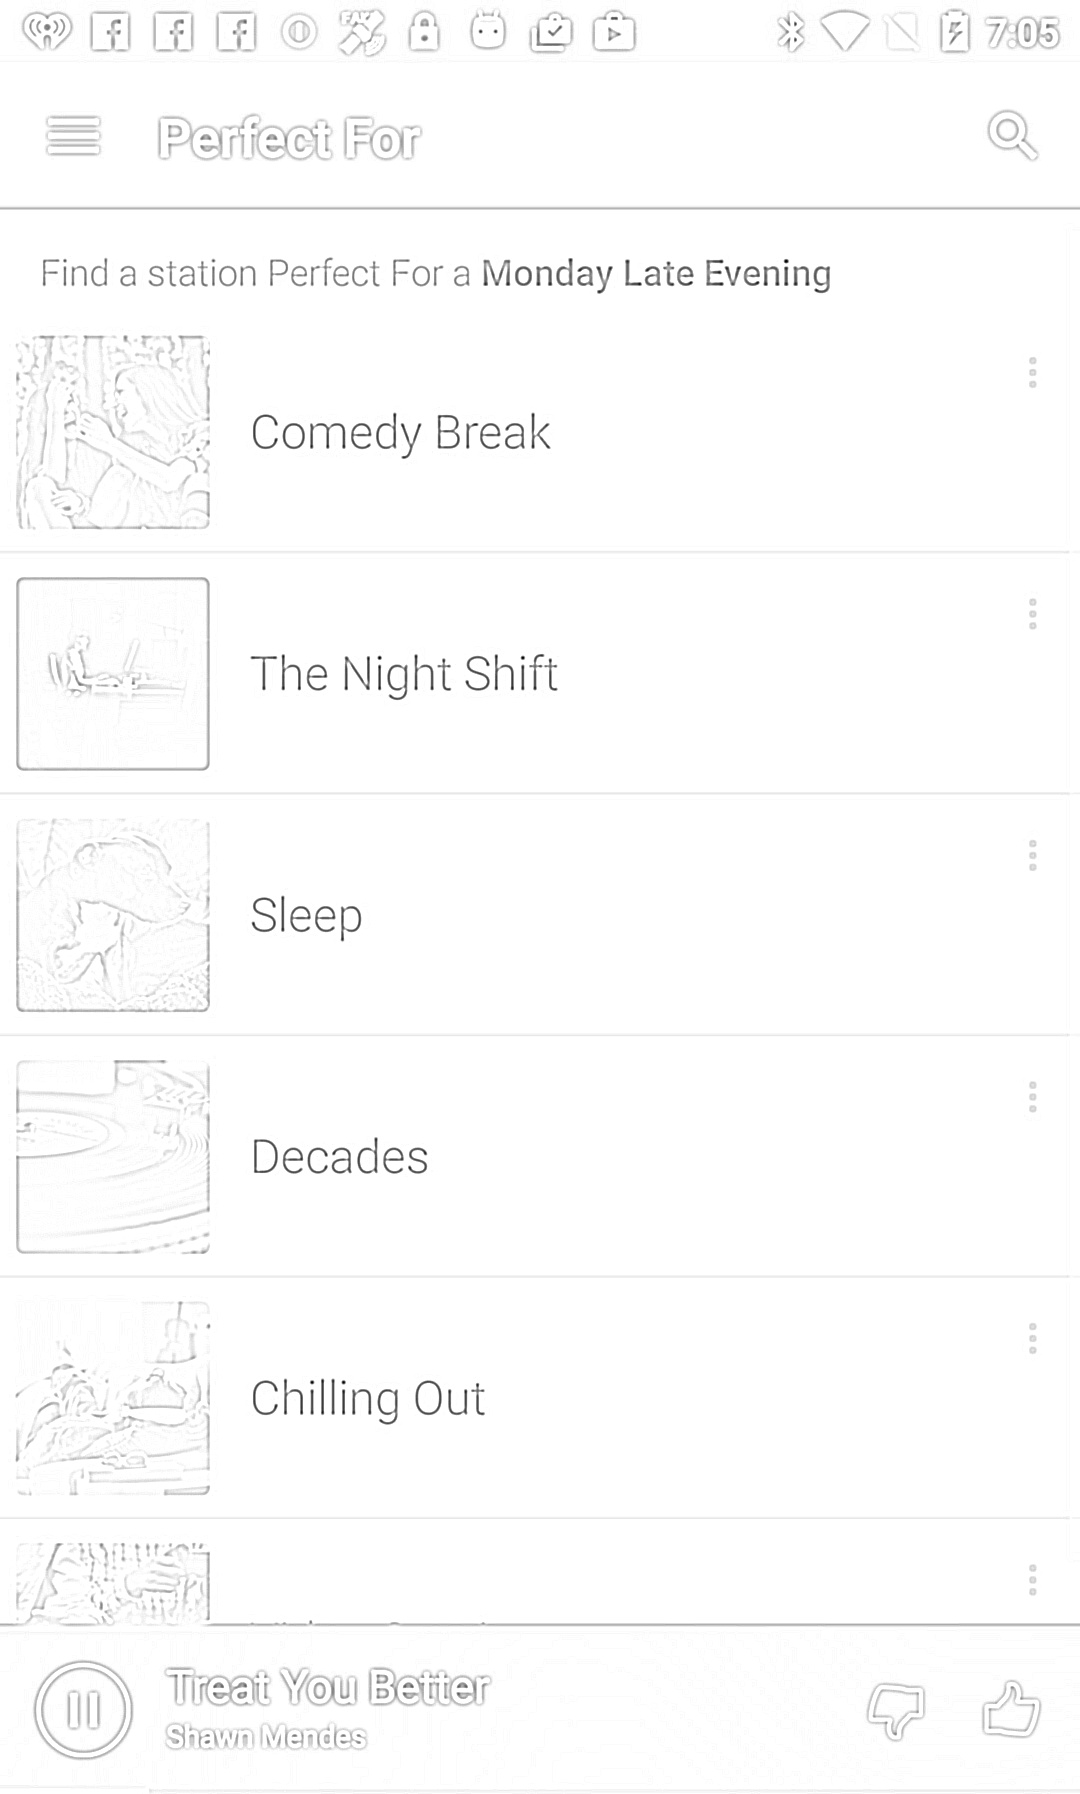 7:05
Perfect For
Find a station Perfect For a Monday Late Evening
Comedy Break
The Night Shift
Sleep
Decades
Chilling Out
Treat You Better
Shawn Mendes